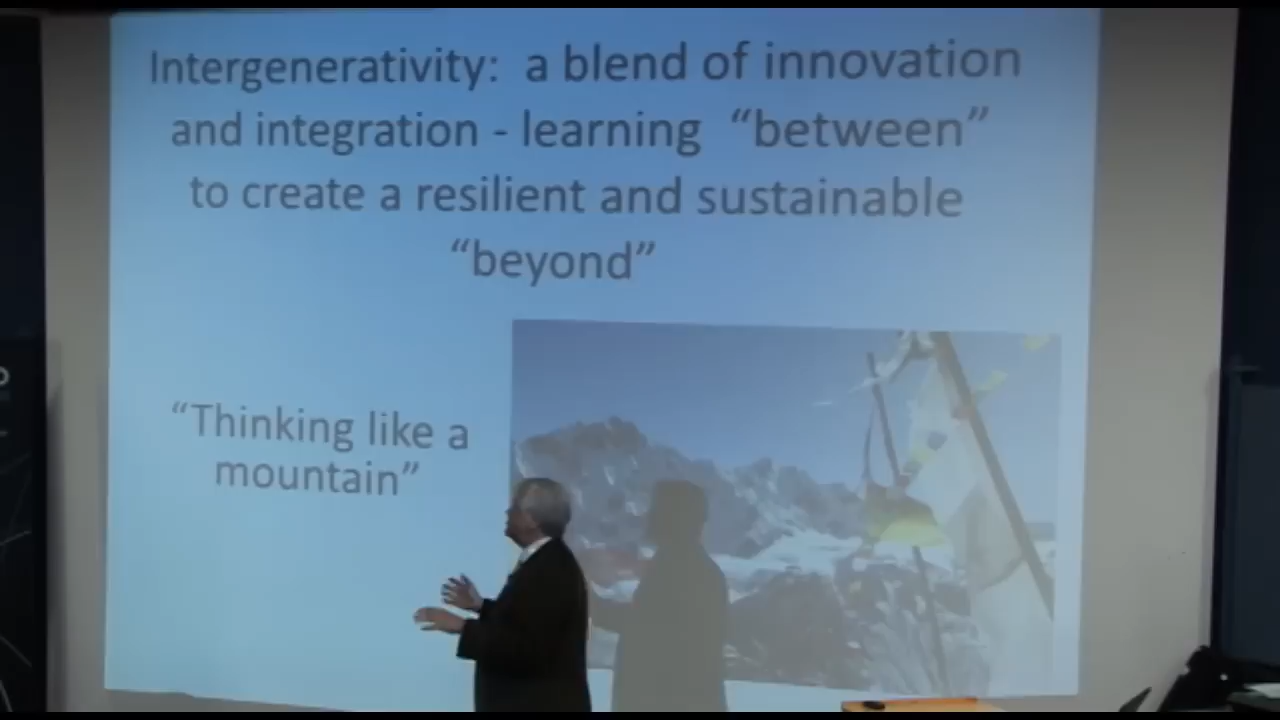 Intergenerativity: a blend of innovation
and integration - learning “between”
to create a resilient and sustainable
“beyond”
“Thinking like a
mountain”